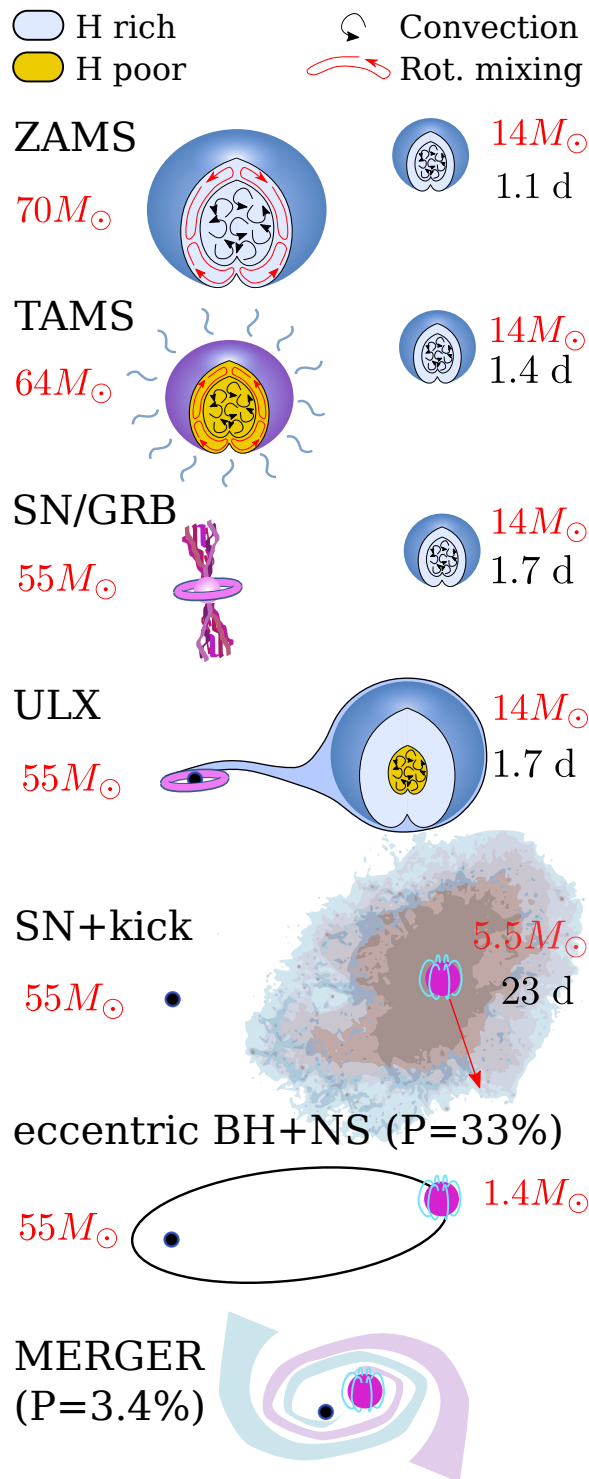 H rich
Convection
H poor
Rot. mixing
ZAMS
14M☉
70M☉
1.1 d
TAMS
14M☉
64M☉
1.4 d
SN/GRB
14M☉
55M☉
1.7 d
ULX
14M☉
55M☉
1.7 d
SN+kick
5.5M☉
55M☉
23 d
eccentric BH+NS (P=33%)
55M☉
1.4M☉
MERGER
(P=3.4%)